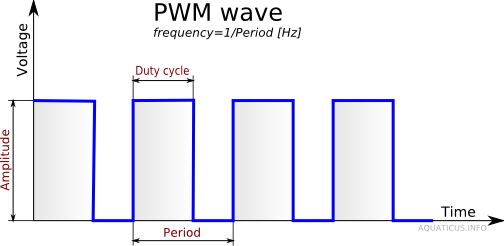 PWM wave
frequency=1/Period [Hz]
Voltage
Duty cycle
Amplitude
Time
AQUATICUS.INFO
Period